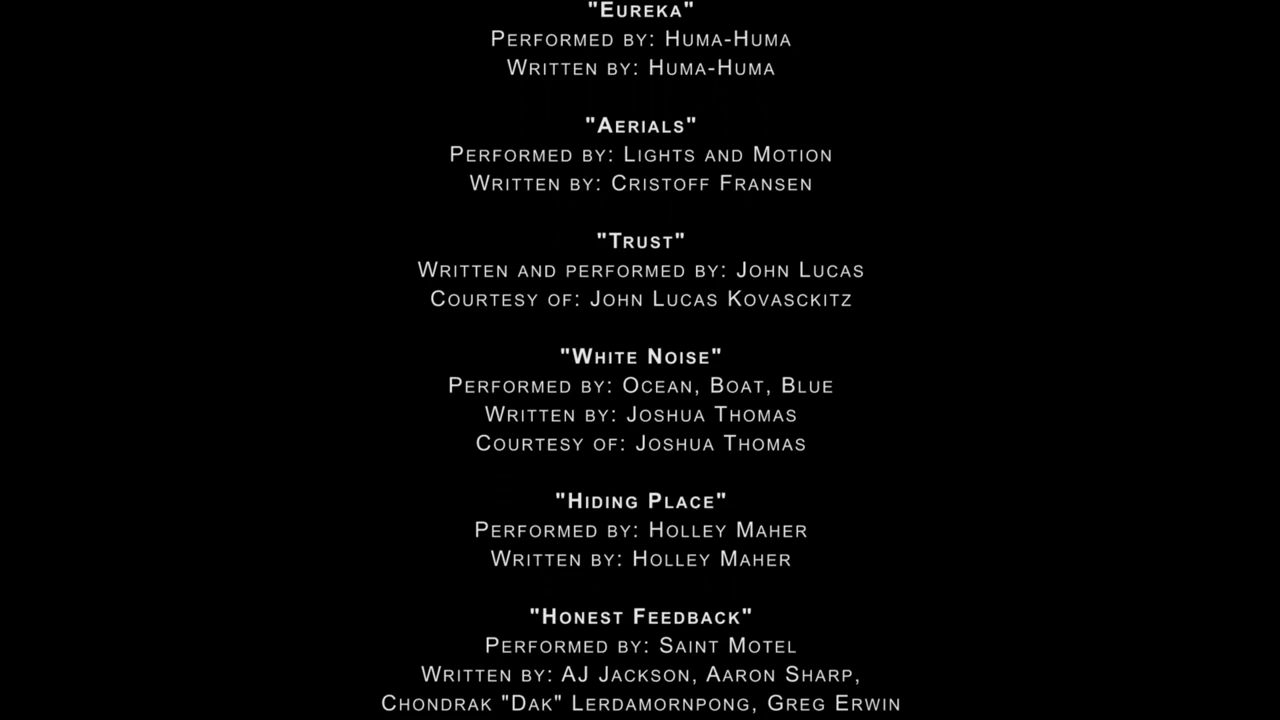 "Eureka"
Performed by: Huma-Huma
Written by: Huma-Huma
"Aerials"
Performed by: Lights and Motion
Written by: Cristoff Fransen
"Trust"
Written and performed by: John Lucas
Courtesy of: John Lucas Kovasckitz
"White Noise"
Performed by: Ocean, Boat, Blue
Written by: Joshua Thomas
Courtesy of: Joshua Thomas
"Hiding Place"
Performed by: Holley Maher
Written by: Holley Maher
"Honest Feedback"
Performed by: Saint Motel
Written by: AJ Jackson, Aaron Sharp,
Chondrak "Dak" Lerdamornpong, Greg Erwin